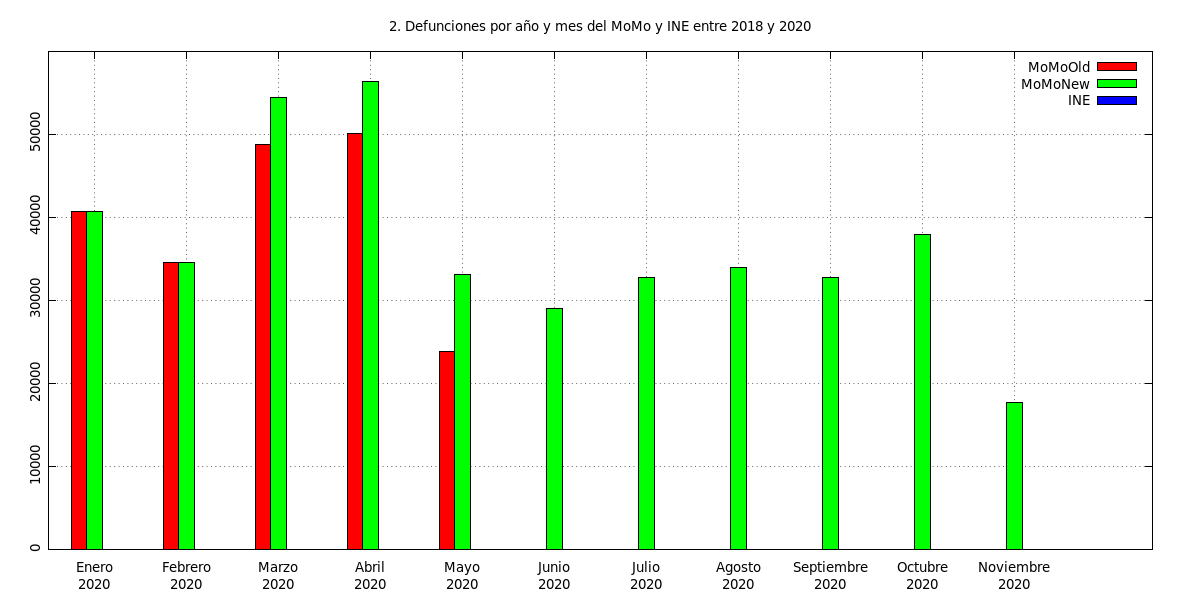 2. Defunciones por año y mes del MoMo y INE entre 2018 y 2020
MoMoOld
MoMoNew
INE
50000
40000
30000
20000
10000
0
Enero
2020
Febrero
2020
Marzo
2020
Abril
2020
Mayo
2020
Junio
2020
Julio
2020
Agosto
2020
Septiembre
2020
Octubre
2020
Noviembre
2020